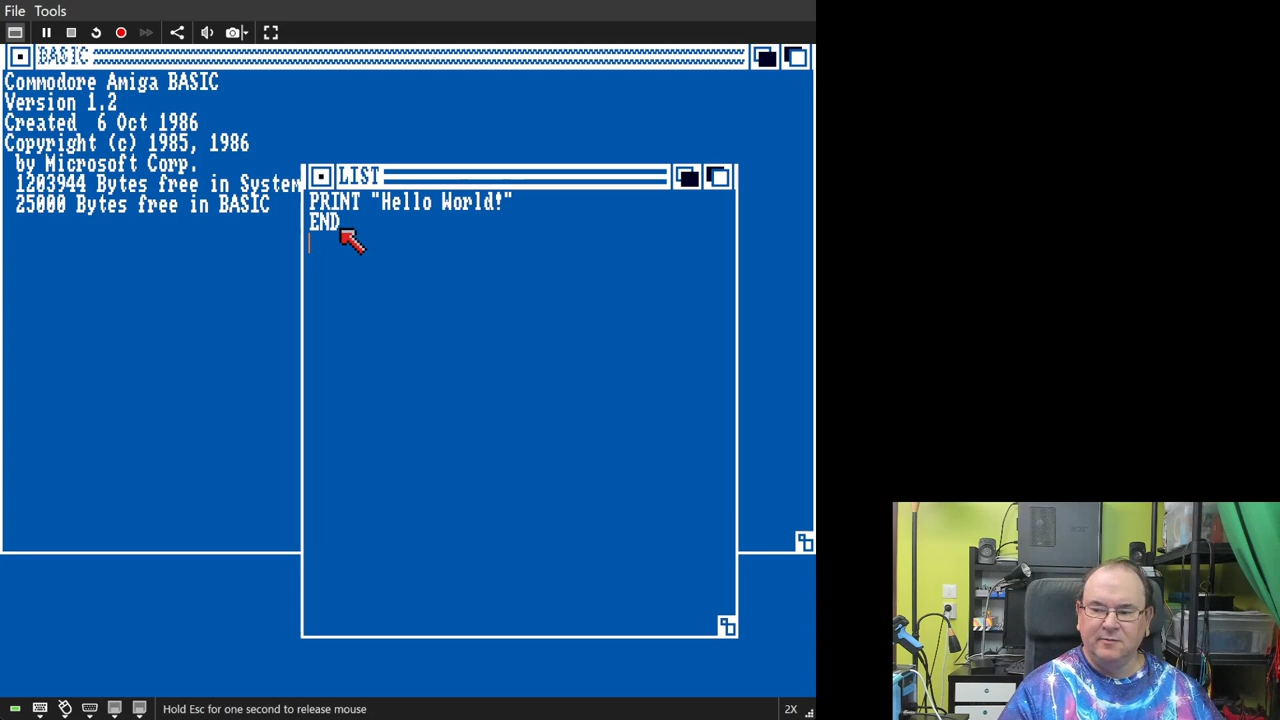 File Tools
BASIC
Commodore Amiga BASIC
Version 1.2
Created  6 Oct 1986
Copyright (c) 1985, 1986
by Microsoft Corp.
1203944 Bytes free in System
25000 Bytes free in BASIC
LIST
PRINT "Hello World!"
END
Hold Esc for one second to release mouse
2X